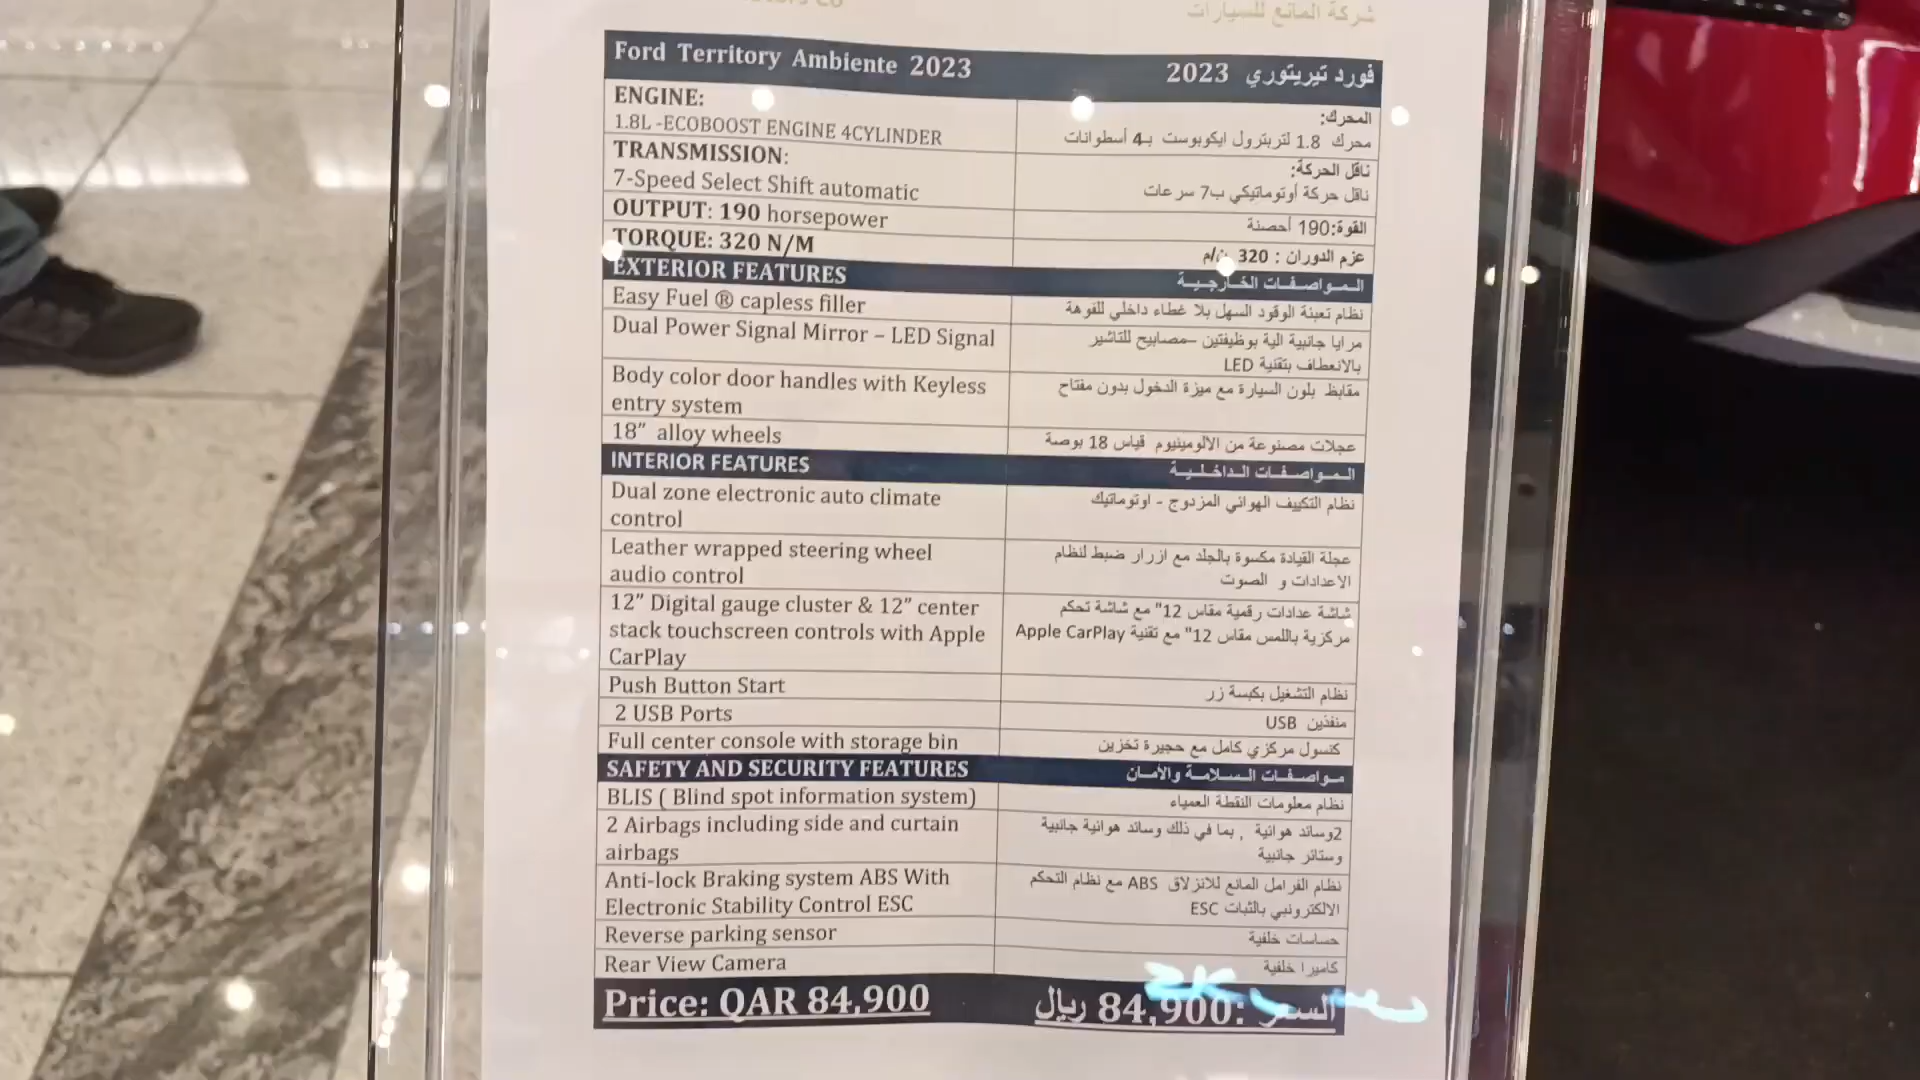 شركة المانع للسيارات
Ford Territory Ambiente 2023
فورد تيريتوري 2023
ENGINE:
1.8L -ECOBOOST ENGINE 4CYLINDER
المحرك:
محرك 1.8 لتربترول ايكوبوست بـ4 أسطوانات
TRANSMISSION:
7-Speed Select Shift automatic
ناقل الحركة:
ناقل حركة أوتوماتيكي ب7 سرعات
OUTPUT: 190 horsepower
القوة:190 أحصنة
TORQUE: 320 N/M
عزم الدوران : 320 ن/م
EXTERIOR FEATURES
المواصفات الخارجية
Easy Fuel ® capless filler
نظام تعبئة الوقود السهل بلا غطاء داخلي للفوهة
Dual Power Signal Mirror – LED Signal
مرايا جانبية الية بوظيفتين –مصابيح للتاشير
بالانعطاف بتقنية LED
Body color door handles with Keyless
entry system
مقابظ بلون السيارة مع ميزة الدخول بدون مفتاح
18” alloy wheels
عجلات مصنوعة من الالومينيوم قياس 18 بوصة
INTERIOR FEATURES
المواصفات الداخلية
Dual zone electronic auto climate
control
نظام التكييف الهوائي المزدوج - اوتوماتيك
Leather wrapped steering wheel
audio control
عجلة القيادة مكسوة بالجلد مع ازرار ضبط لنظام
الاعدادات و الصوت
12” Digital gauge cluster & 12” center
stack touchscreen controls with Apple
CarPlay
شاشة عدادات رقمية مقاس 12" مع شاشة تحكم
مركزية باللمس مقاس 12" مع تقنية Apple CarPlay
Push Button Start
نظام التشغيل بكبسة زر
2 USB Ports
منفذين USB
Full center console with storage bin
كنسول مركزي كامل مع حجيرة تخزين
SAFETY AND SECURITY FEATURES
مواصفات السلامة والأمان
BLIS ( Blind spot information system)
نظام معلومات النقطة العمياء
2 Airbags including side and curtain
airbags
2وسائد هوائية , بما في ذلك وسائد هوائية جانبية
وستائر جانبية
Anti-lock Braking system ABS With
Electronic Stability Control ESC
نظام الفرامل المانع للانزلاق ABS مع نظام التحكم
الالكترونيي بالثبات ESC
Reverse parking sensor
حساسات خلفية
Rear View Camera
كاميرا خلفية
Price: QAR 84,900
السعر :84,900 ريال